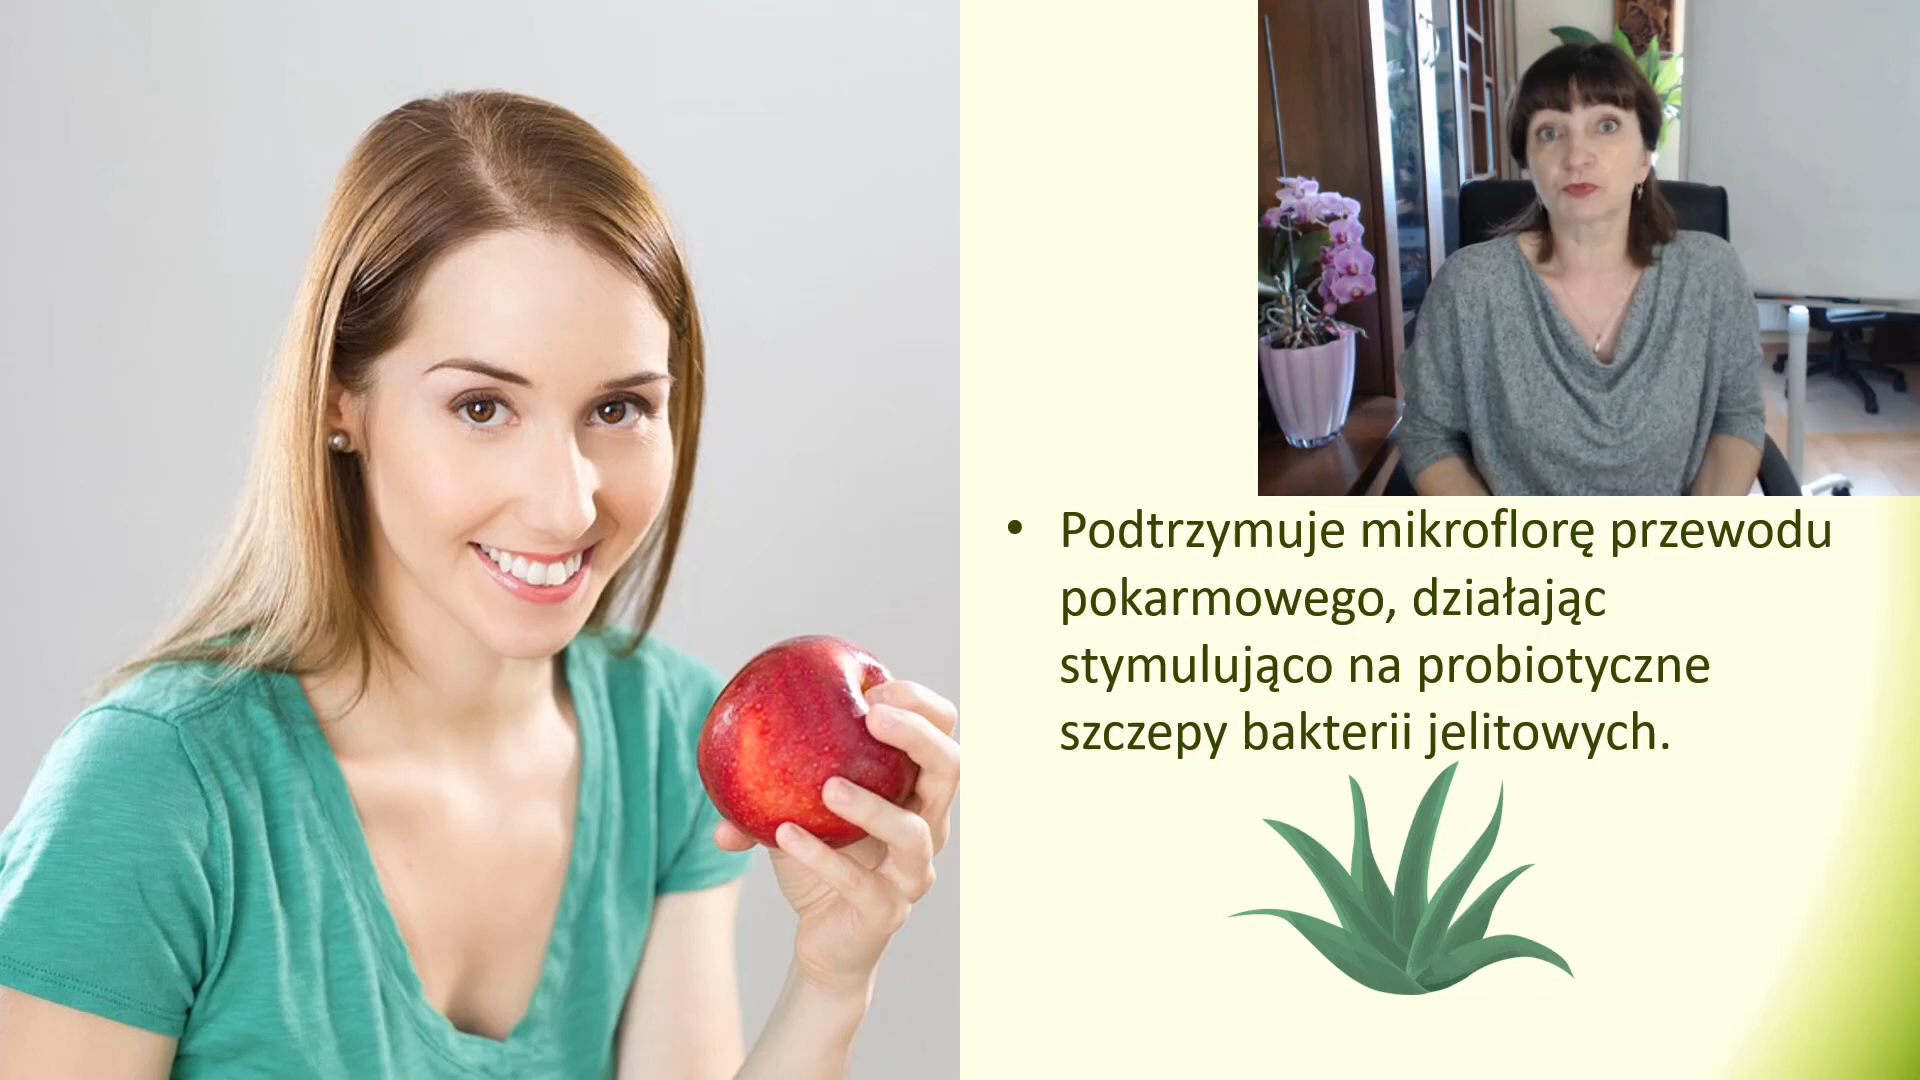 • Podtrzymuje mikroflorę przewodu
pokarmowego, działając
stymulująco na probiotyczne
szczepy bakterii jelitowych.